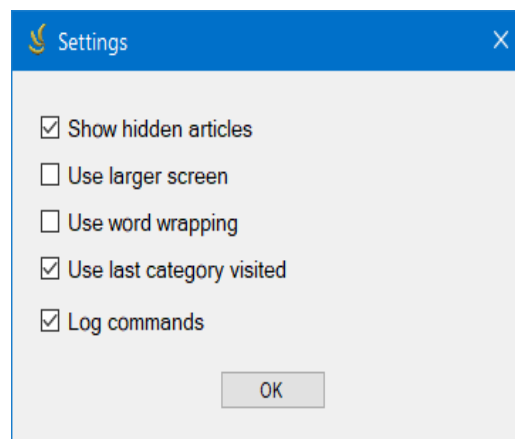 Settings
Show hidden articles
Use larger screen
Use word wrapping
Use last category visited
Log commands
OK